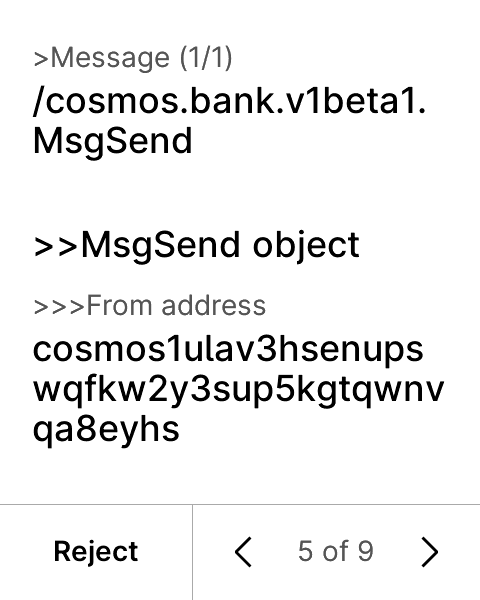 >Message (1/1)
/cosmos.bank.v1beta1.
MsgSend
>>MsgSend object
>>>From address
cosmos1ulav3hsenups
wqfkw2y3sup5kgtqwnv
qa8eyhs
Reject
5 of 9